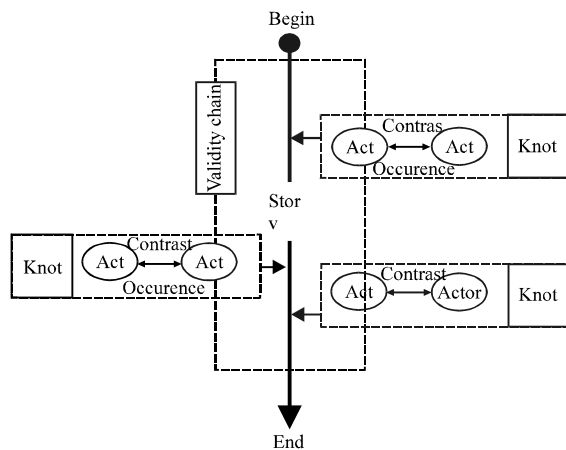 Begin
Validity chain
Contras
Act
Act
Knot
Occurence
Stor
y
Knot
Contrast
Act
Act
Occurence
Contrast
Act
Actor
Knot
End